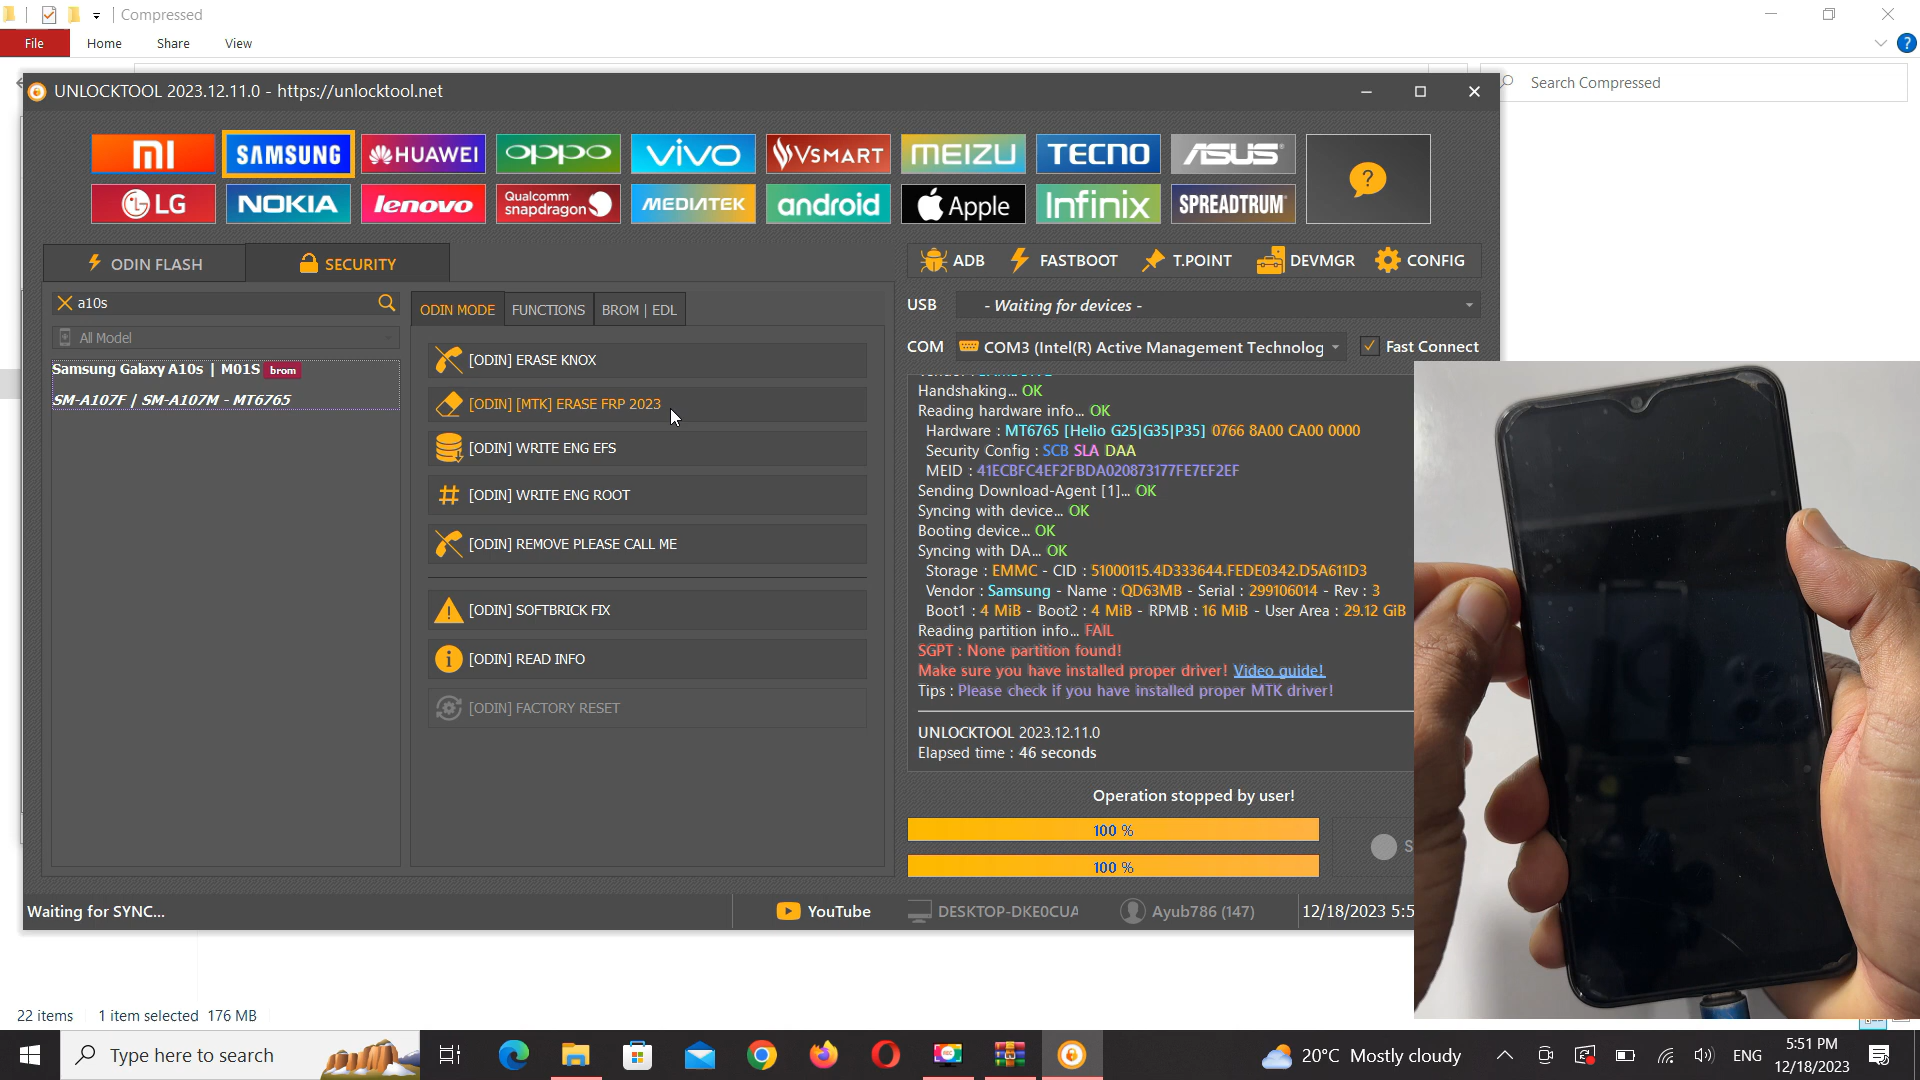 Compressed
File Home Share View
Search Compressed
UNLOCKTOOL 2023.12.11.0 - https://unlocktool.net
MI SAMSUNG HUAWEI oppo vivo VSMART MEIZU TECNO ASUS
LG NOKIA lenovo Qualcomm snapdragon MEDIATEK android Apple Infinix SPREADTRUM
?
ODIN FLASH SECURITY
ADB FASTBOOT T.POINT DEVMGR CONFIG
a10s
All Model
Samsung Galaxy A10s | M01S brom
SM-A107F | SM-A107M - MT6765
ODIN MODE FUNCTIONS BROM | EDL
[ODIN] ERASE KNOX
[ODIN] [MTK] ERASE FRP 2023
[ODIN] WRITE ENG EFS
[ODIN] WRITE ENG ROOT
[ODIN] REMOVE PLEASE CALL ME
[ODIN] SOFTBRICK FIX
[ODIN] READ INFO
[ODIN] FACTORY RESET
USB - Waiting for devices -
COM COM3 (Intel(R) Active Management Technolog Fast Connect
Handshaking... OK
Reading hardware info... OK
Hardware : MT6765 [Helio G25|G35|P35] 0766 8A00 CA00 0000
Security Config : SCB SLA DAA
MEID : 41ECBFC4EF2FBDA020873177FE7EF2EF
Sending Download-Agent [1]... OK
Syncing with device... OK
Booting device... OK
Syncing with DA... OK
Storage : EMMC - CID : 51000115.4D333644.FEDE0342.D5A611D3
Vendor : Samsung - Name : QD63MB - Serial : 299106014 - Rev : 3
Boot1 : 4 MiB - Boot2 : 4 MiB - RPMB : 16 MiB - User Area : 29.12 GiB
Reading partition info... FAIL
SGPT : None partition found!
Make sure you have installed proper driver! Video guide!
Tips : Please check if you have installed proper MTK driver!
UNLOCKTOOL 2023.12.11.0
Elapsed time : 46 seconds
Operation stopped by user!
100 %
100 %
S
Waiting for SYNC...
YouTube DESKTOP-DKE0CUA Ayub786 (147) 12/18/2023 5:5
22 items 1 item selected 176 MB
Type here to search
20°C Mostly cloudy
ENG
5:51 PM
12/18/2023